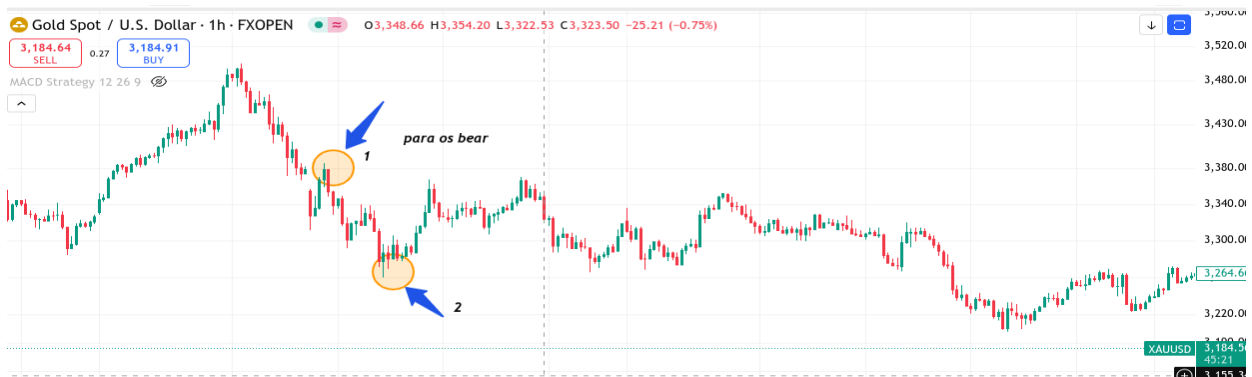 Gold Spot / U.S. Dollar · 1h · FXOPEN
O3,348.66 H3,354.20 L3,322.53 C3,323.50 −25.21 (−0.75%)
3,184.64
SELL
0.27
3,184.91
BUY
MACD Strategy 12 26 9
1
para os bear
2
3,520.00
3,480.00
3,430.00
3,380.00
3,340.00
3,300.00
3,264.6
3,220.00
XAUUSD
3,184.50
45:21